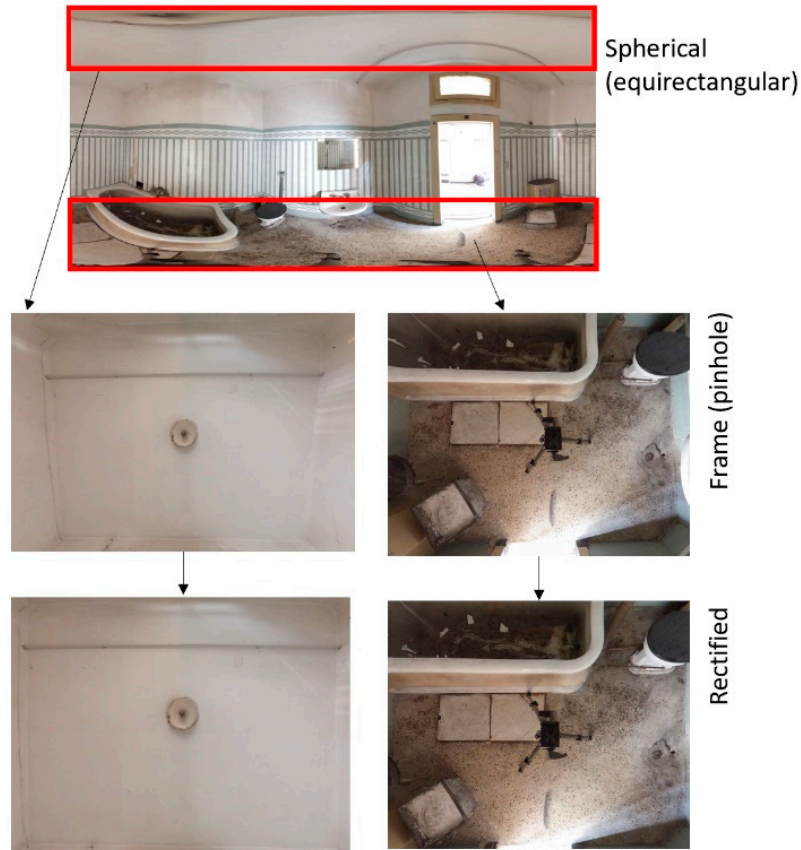 Spherical
(equirectangular)
Frame (pinhole)
Rectified